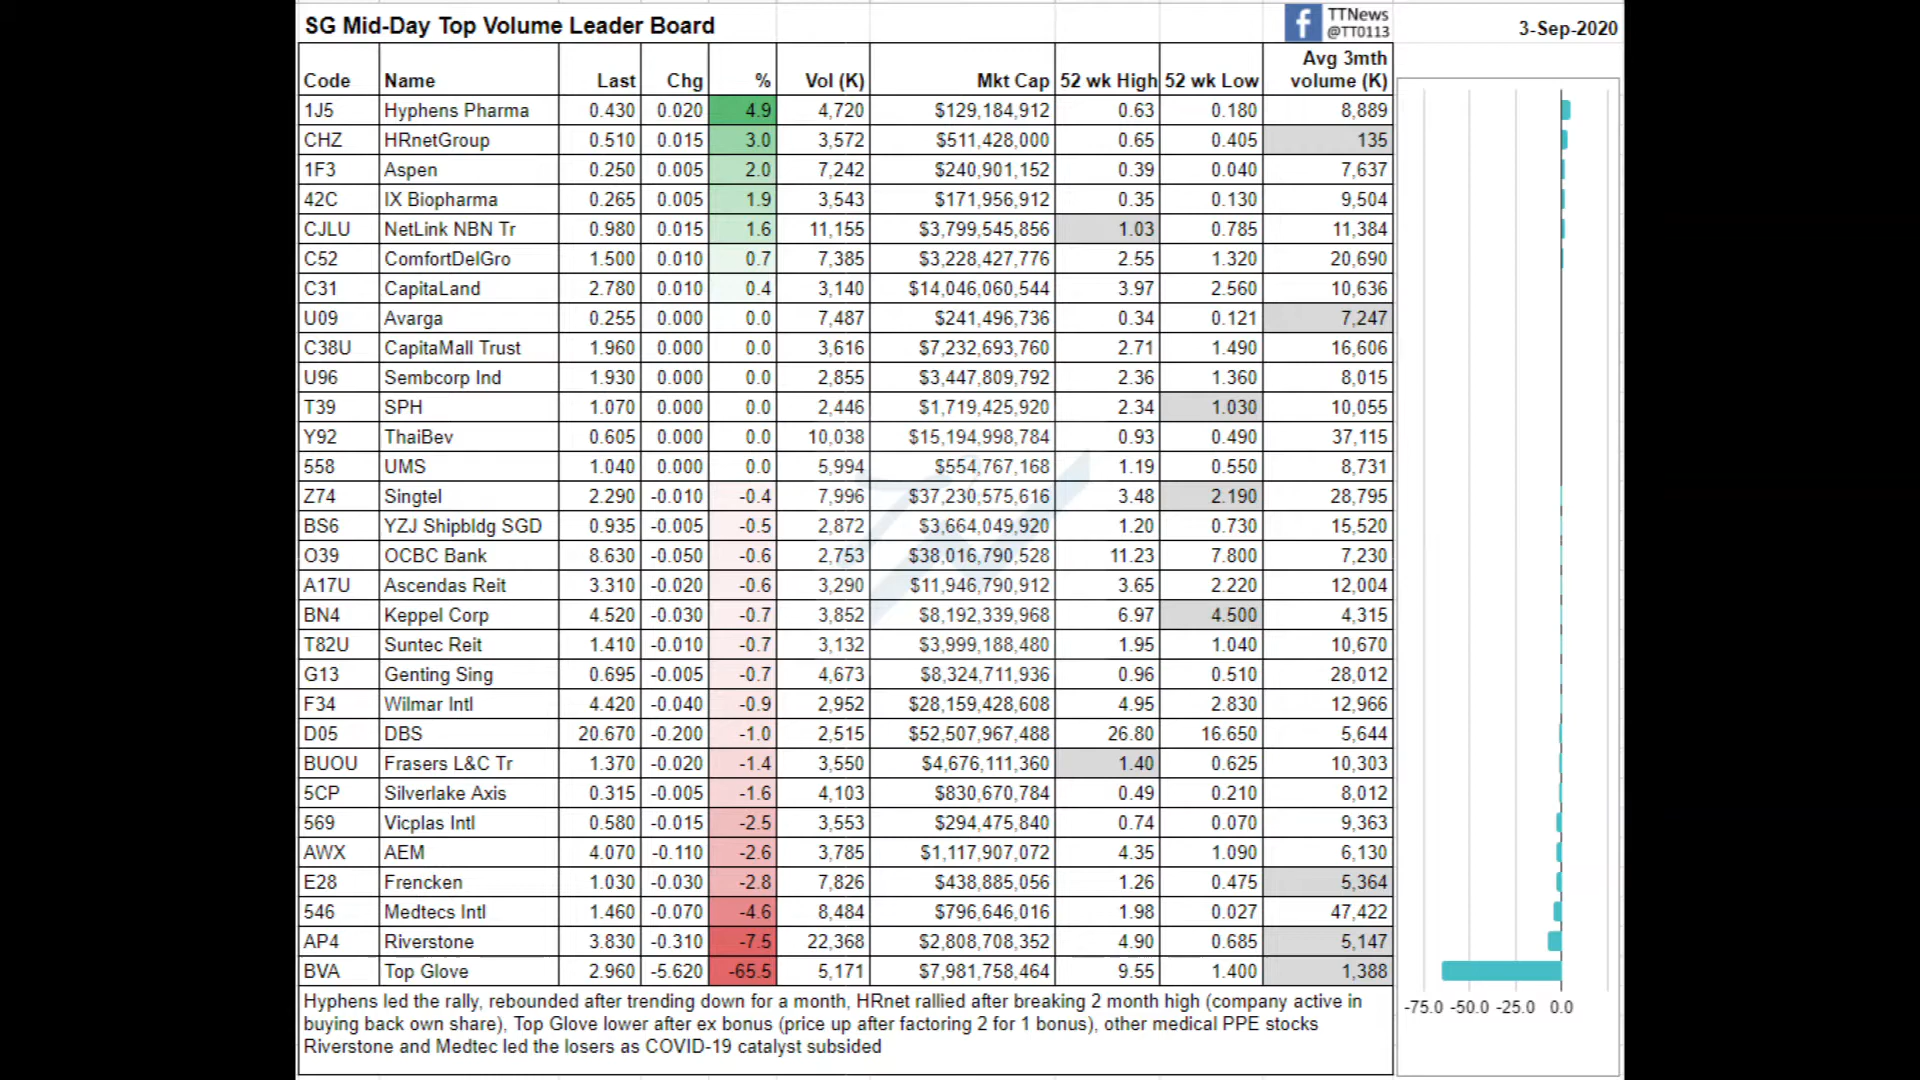 SG Mid-Day Top Volume Leader Board
f TTNews @TT0113
3-Sep-2020
Code Name Last Chg % Vol (K) Mkt Cap 52 wk High 52 wk Low Avg 3mth volume (K)
1J5 Hyphens Pharma 0.430 0.020 4.9 4,720 $129,184,912 0.63 0.180 8,889
CHZ HRnetGroup 0.510 0.015 3.0 3,572 $511,428,000 0.65 0.405 135
1F3 Aspen 0.250 0.005 2.0 7,242 $240,901,152 0.39 0.040 7,637
42C IX Biopharma 0.265 0.005 1.9 3,543 $171,956,912 0.35 0.130 9,504
CJLU NetLink NBN Tr 0.980 0.015 1.6 11,155 $3,799,545,856 1.03 0.785 11,384
C52 ComfortDelGro 1.500 0.010 0.7 7,385 $3,228,427,776 2.55 1.320 20,690
C31 CapitaLand 2.780 0.010 0.4 3,140 $14,046,060,544 3.97 2.560 10,636
U09 Avarga 0.255 0.000 0.0 7,487 $241,496,736 0.34 0.121 7,247
C38U CapitaMall Trust 1.960 0.000 0.0 3,616 $7,232,693,760 2.71 1.490 16,606
U96 Sembcorp Ind 1.930 0.000 0.0 2,855 $3,447,809,792 2.36 1.360 8,015
T39 SPH 1.070 0.000 0.0 2,446 $1,719,425,920 2.34 1.030 10,055
Y92 ThaiBev 0.605 0.000 0.0 10,038 $15,194,998,784 0.93 0.490 37,115
558 UMS 1.040 0.000 0.0 5,994 $554,767,168 1.19 0.550 8,731
Z74 Singtel 2.290 -0.010 -0.4 7,996 $37,230,575,616 3.48 2.190 28,795
BS6 YZJ Shipbldg SGD 0.935 -0.005 -0.5 2,872 $3,664,049,920 1.20 0.730 15,520
O39 OCBC Bank 8.630 -0.050 -0.6 2,753 $38,016,790,528 11.23 7.800 7,230
A17U Ascendas Reit 3.310 -0.020 -0.6 3,290 $11,946,790,912 3.65 2.220 12,004
BN4 Keppel Corp 4.520 -0.030 -0.7 3,852 $8,192,339,968 6.97 4.500 4,315
T82U Suntec Reit 1.410 -0.010 -0.7 3,132 $3,999,188,480 1.95 1.040 10,670
G13 Genting Sing 0.695 -0.005 -0.7 4,673 $8,324,711,936 0.96 0.510 28,012
F34 Wilmar Intl 4.420 -0.040 -0.9 2,952 $28,159,428,608 4.95 2.830 12,966
D05 DBS 20.670 -0.200 -1.0 2,515 $52,507,967,488 26.80 16.650 5,644
BUOU Frasers L&C Tr 1.370 -0.020 -1.4 3,550 $4,676,111,360 1.40 0.625 10,303
5CP Silverlake Axis 0.315 -0.005 -1.6 4,103 $830,670,784 0.49 0.210 8,012
569 Vicplas Intl 0.580 -0.015 -2.5 3,553 $294,475,840 0.74 0.070 9,363
AWX AEM 4.070 -0.110 -2.6 3,785 $1,117,907,072 4.35 1.090 6,130
E28 Frencken 1.030 -0.030 -2.8 7,826 $438,885,056 1.26 0.475 5,364
546 Medtecs Intl 1.460 -0.070 -4.6 8,484 $796,646,016 1.98 0.027 47,422
AP4 Riverstone 3.830 -0.310 -7.5 22,368 $2,808,708,352 4.90 0.685 5,147
BVA Top Glove 2.960 -5.620 -65.5 5,171 $7,981,758,464 9.55 1.400 1,388
-75.0 -50.0 -25.0 0.0
Hyphens led the rally, rebounded after trending down for a month, HRnet rallied after breaking 2 month high (company active in
buying back own share), Top Glove lower after ex bonus (price up after factoring 2 for 1 bonus), other medical PPE stocks
Riverstone and Medtec led the losers as COVID-19 catalyst subsided